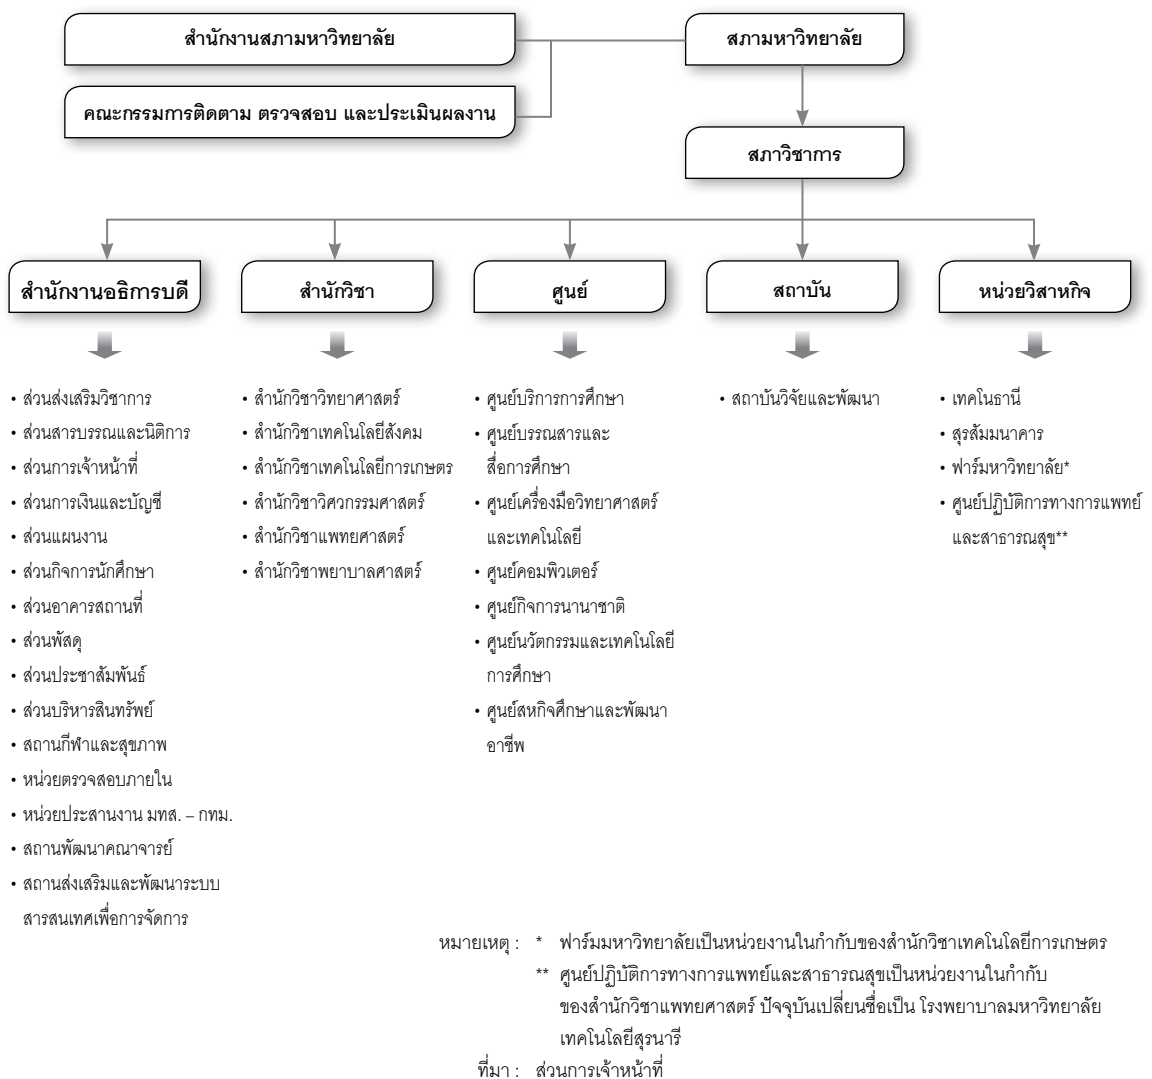 สำนักงานสภามหาวิทยาลัย
สภามหาวิทยาลัย
คณะกรรมการติดตาม ตรวจสอบ และประเมินผลงาน
สภาวิชาการ
สำนักงานอธิการบดี
• ส่วนส่งเสริมวิชาการ
• ส่วนสารบรรณและนิติการ
• ส่วนการเจ้าหน้าที่
• ส่วนการเงินและบัญชี
• ส่วนแผนงาน
• ส่วนกิจการนักศึกษา
• ส่วนอาคารสถานที่
• ส่วนพัสดุ
• ส่วนประชาสัมพันธ์
• ส่วนบริหารสินทรัพย์
• สถานกีฬาและสุขภาพ
• หน่วยตรวจสอบภายใน
• หน่วยประสานงาน มทส. – กทม.
• สถานพัฒนาคณาจารย์
• สถานส่งเสริมและพัฒนาระบบ
สารสนเทศเพื่อการจัดการ
สำนักวิชา
• สำนักวิชาวิทยาศาสตร์
• สำนักวิชาเทคโนโลยีสังคม
• สำนักวิชาเทคโนโลยีการเกษตร
• สำนักวิชาวิศวกรรมศาสตร์
• สำนักวิชาแพทยศาสตร์
• สำนักวิชาพยาบาลศาสตร์
ศูนย์
• ศูนย์บริการการศึกษา
• ศูนย์บรรณสารและ
สื่อการศึกษา
• ศูนย์เครื่องมือวิทยาศาสตร์
และเทคโนโลยี
• ศูนย์คอมพิวเตอร์
• ศูนย์กิจการนานาชาติ
• ศูนย์นวัตกรรมและเทคโนโลยี
การศึกษา
• ศูนย์สหกิจศึกษาและพัฒนา
อาชีพ
สถาบัน
• สถาบันวิจัยและพัฒนา
หน่วยวิสาหกิจ
• เทคโนธานี
• สุรสัมมนาคาร
• ฟาร์มหาวิทยาลัย*
• ศูนย์ปฏิบัติการทางการแพทย์
และสาธารณสุข**
หมายเหตุ : * ฟาร์มมหาวิทยาลัยเป็นหน่วยงานในกำกับของสำนักวิชาเทคโนโลยีการเกษตร
** ศูนย์ปฏิบัติการทางการแพทย์และสาธารณสุขเป็นหน่วยงานในกำกับ
ของสำนักวิชาแพทยศาสตร์ ปัจจุบันเปลี่ยนชื่อเป็น โรงพยาบาลมหาวิทยาลัย
เทคโนโลยีสุรนารี
ที่มา : ส่วนการเจ้าหน้าที่